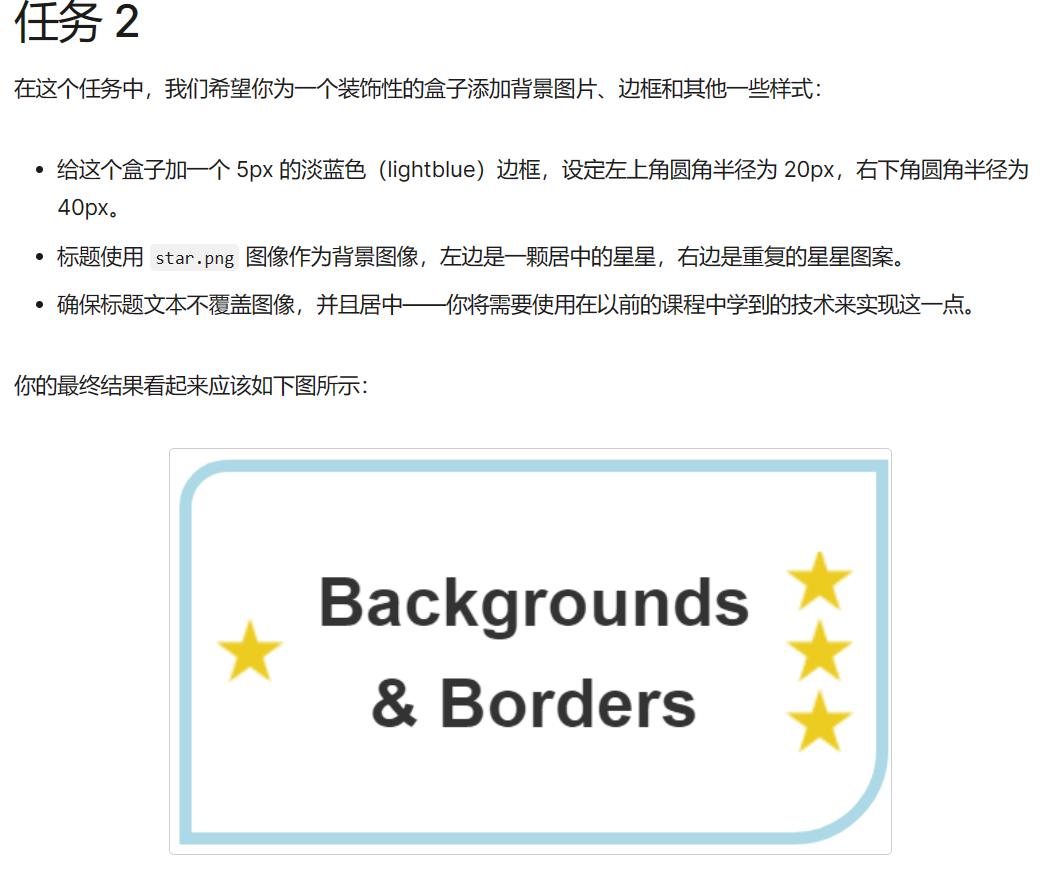 任务 2
在这个任务中，我们希望你为一个装饰性的盒子添加背景图片、边框和其他一些样式：
给这个盒子加一个 5px 的淡蓝色（lightblue）边框，设定左上角圆角半径为 20px，右下角圆角半径为
40px。
标题使用 star.png 图像作为背景图像，左边是一颗居中的星星，右边是重复的星星图案。
确保标题文本不覆盖图像，并且居中——你将需要使用在以前的课程中学到的技术来实现这一点。
你的最终结果看起来应该如下图所示：
Backgrounds
& Borders